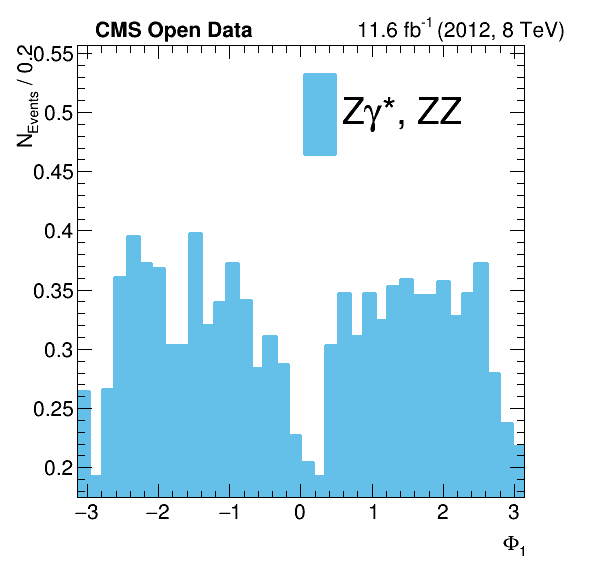 CMS Open Data 11.6 fb⁻¹ (2012, 8 TeV)
N_Events / 0.2
Zγ*, ZZ
0.55
0.5
0.45
0.4
0.35
0.3
0.25
0.2
−3 −2 −1 0 1 2 3
Φ₁